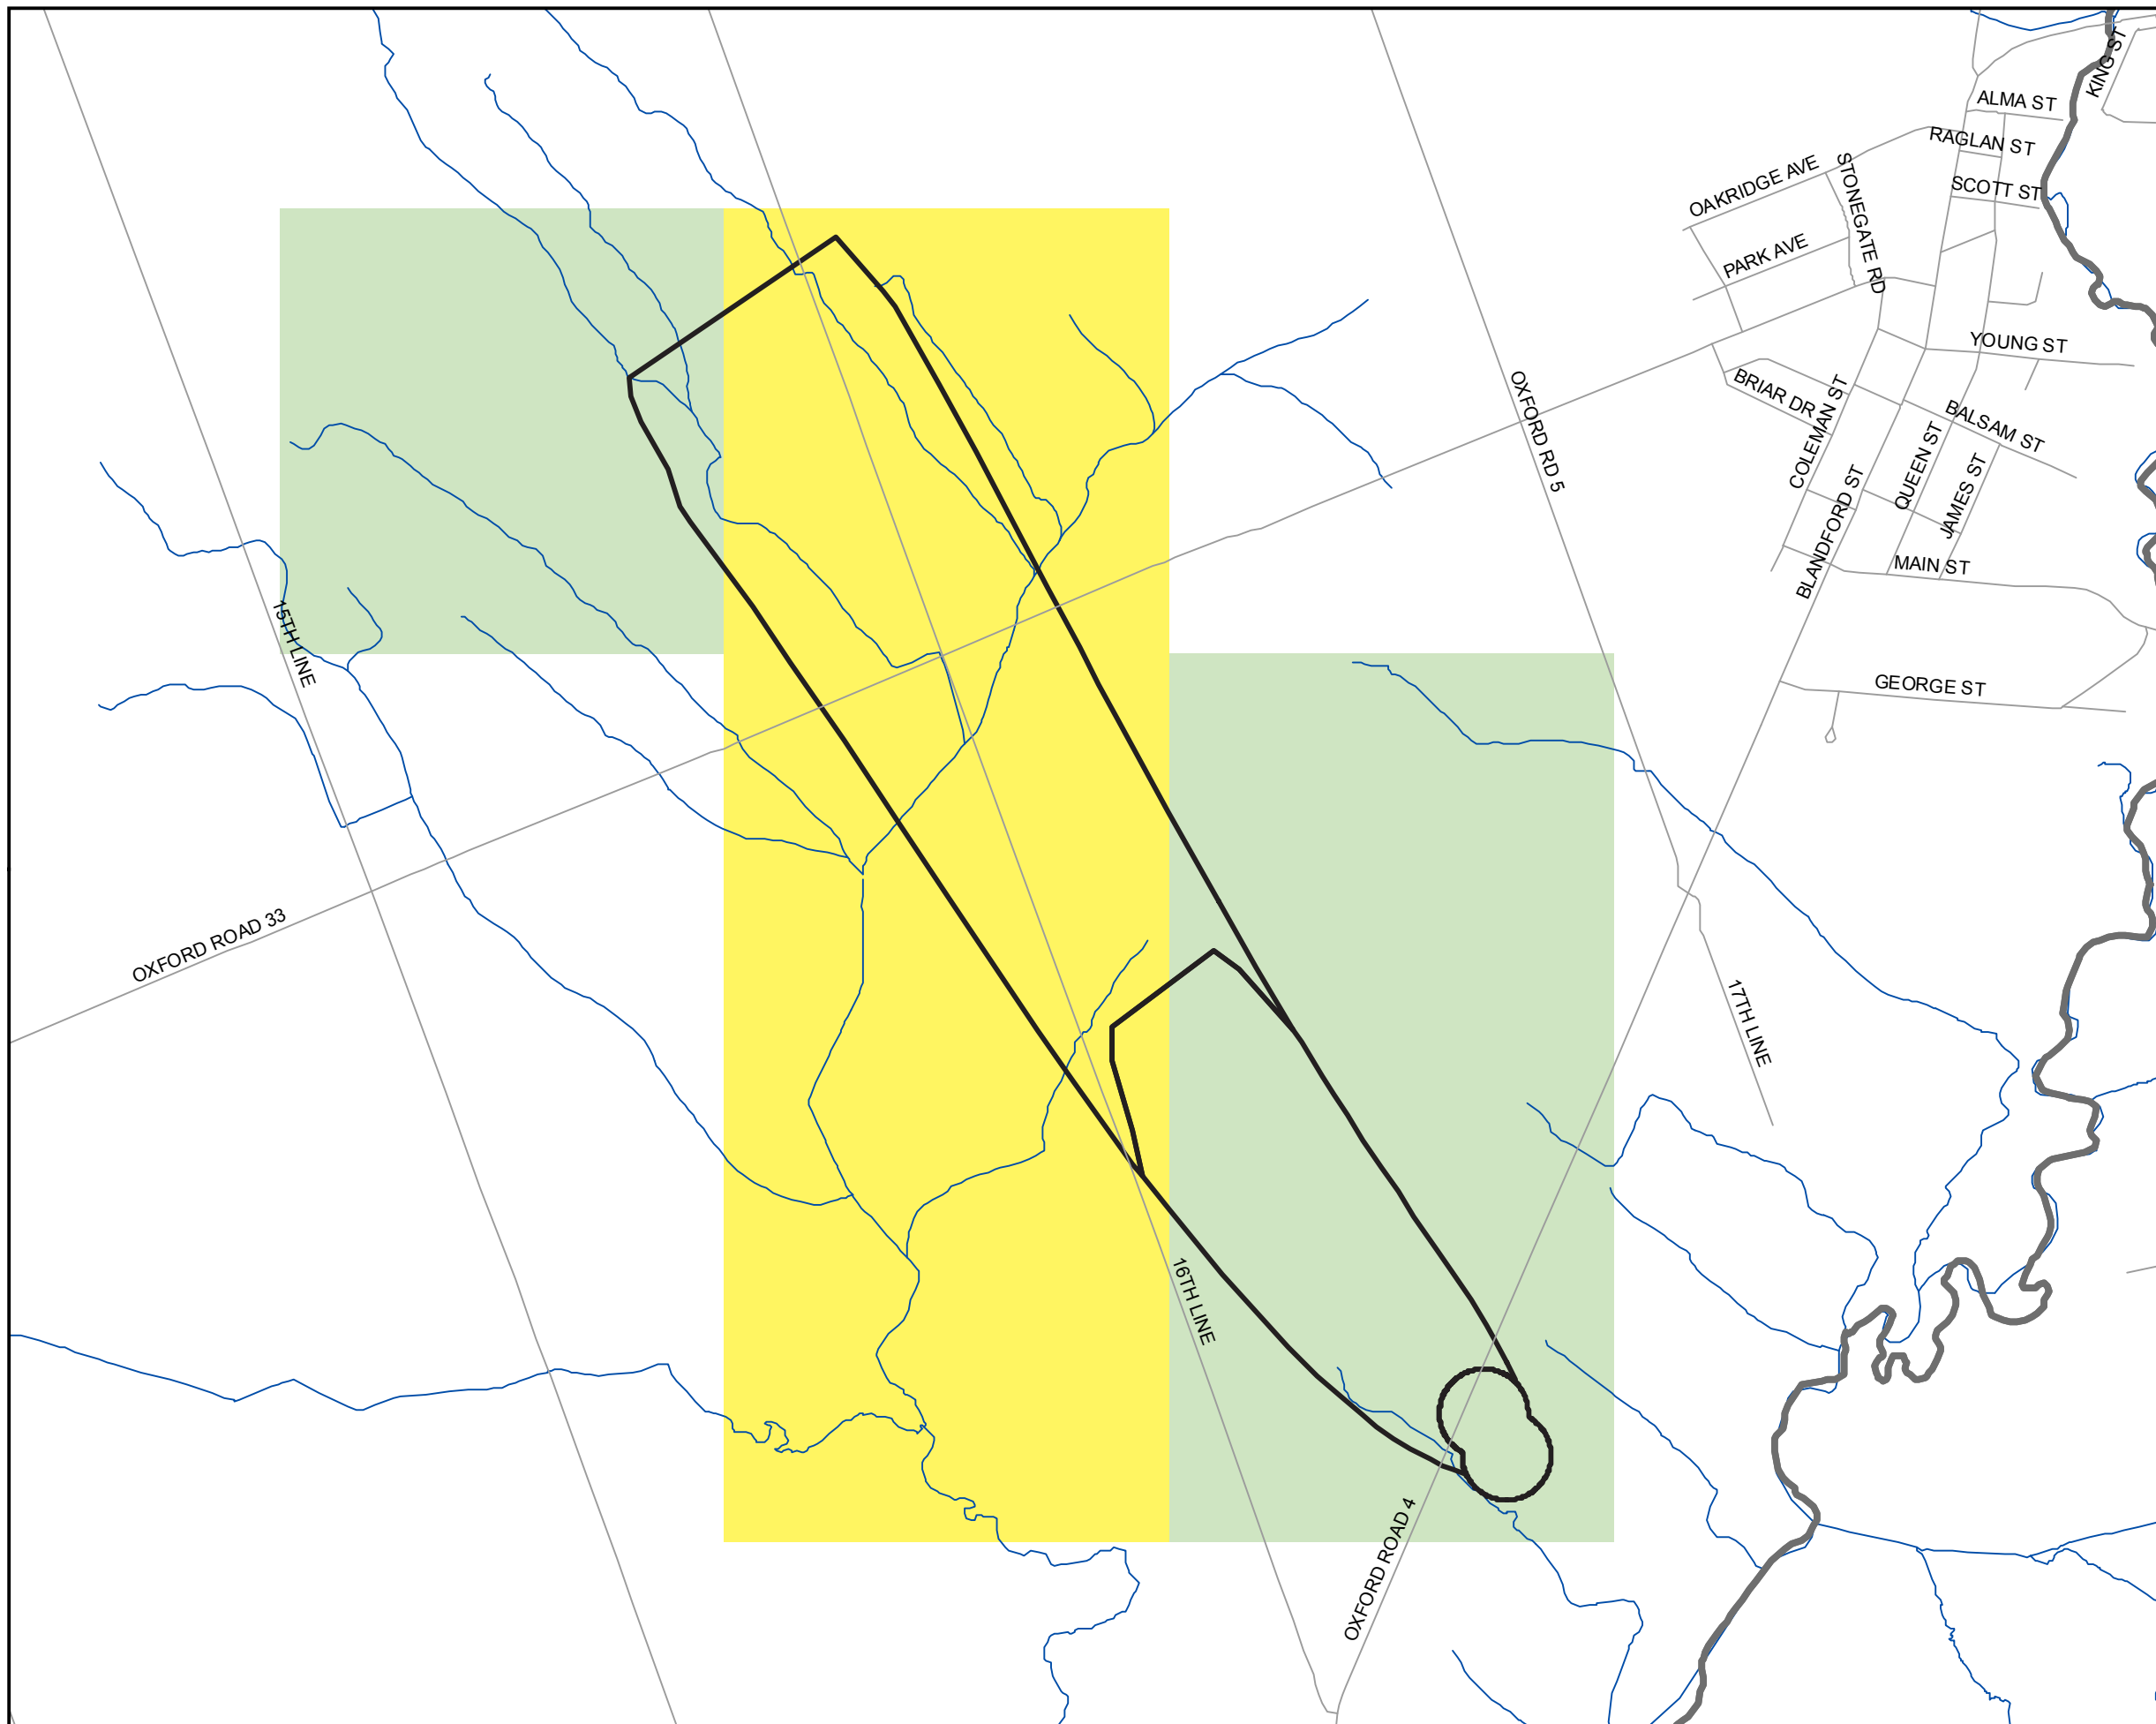 KING ST
ALMA ST
RAGLAN ST
OAKRIDGE AVE
STONEGATE RD
SCOTT ST
PARK AVE
YOUNG ST
OXFORD RD 5
BRIAR DR
COLEMAN ST
BALSAM ST
QUEEN ST
JAMES ST
BLANDFORD ST
MAIN ST
15TH LINE
GEORGE ST
OXFORD ROAD 33
17TH LINE
16TH LINE
OXFORD ROAD 4